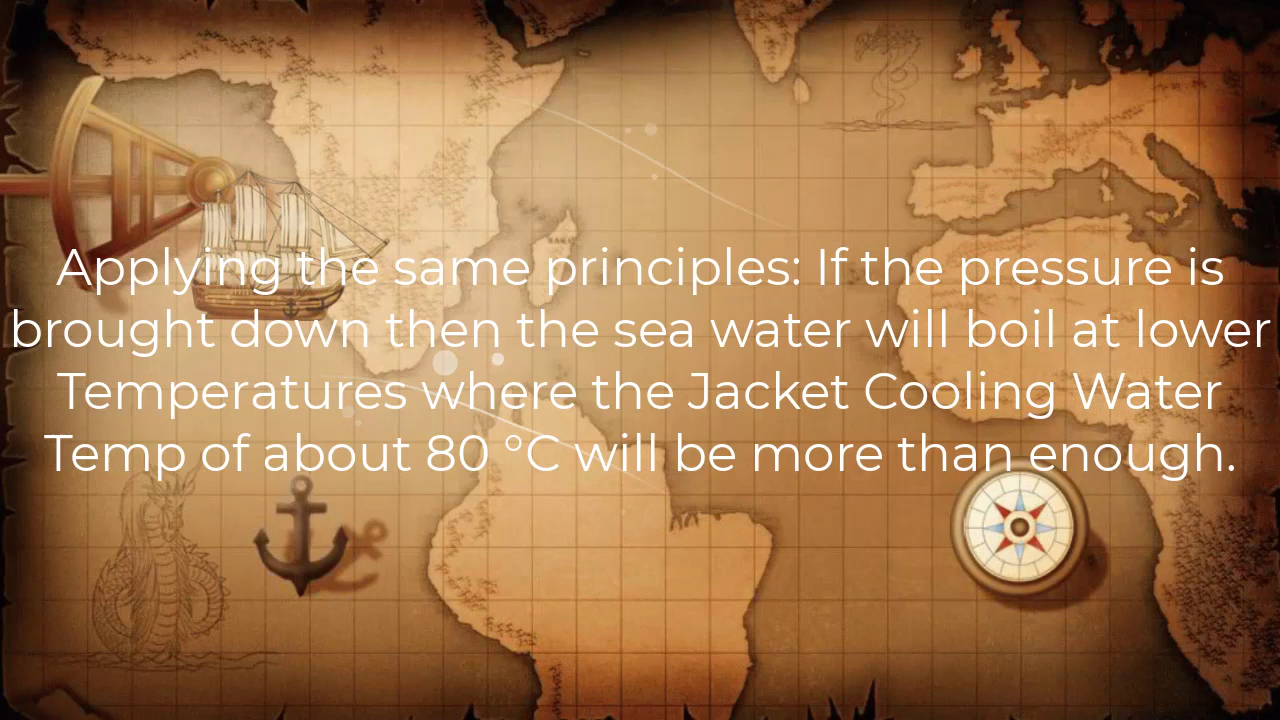 Applying the same principles: If the pressure is
brought down then the sea water will boil at lower
Temperatures where the Jacket Cooling Water
Temp of about 80 °C will be more than enough.